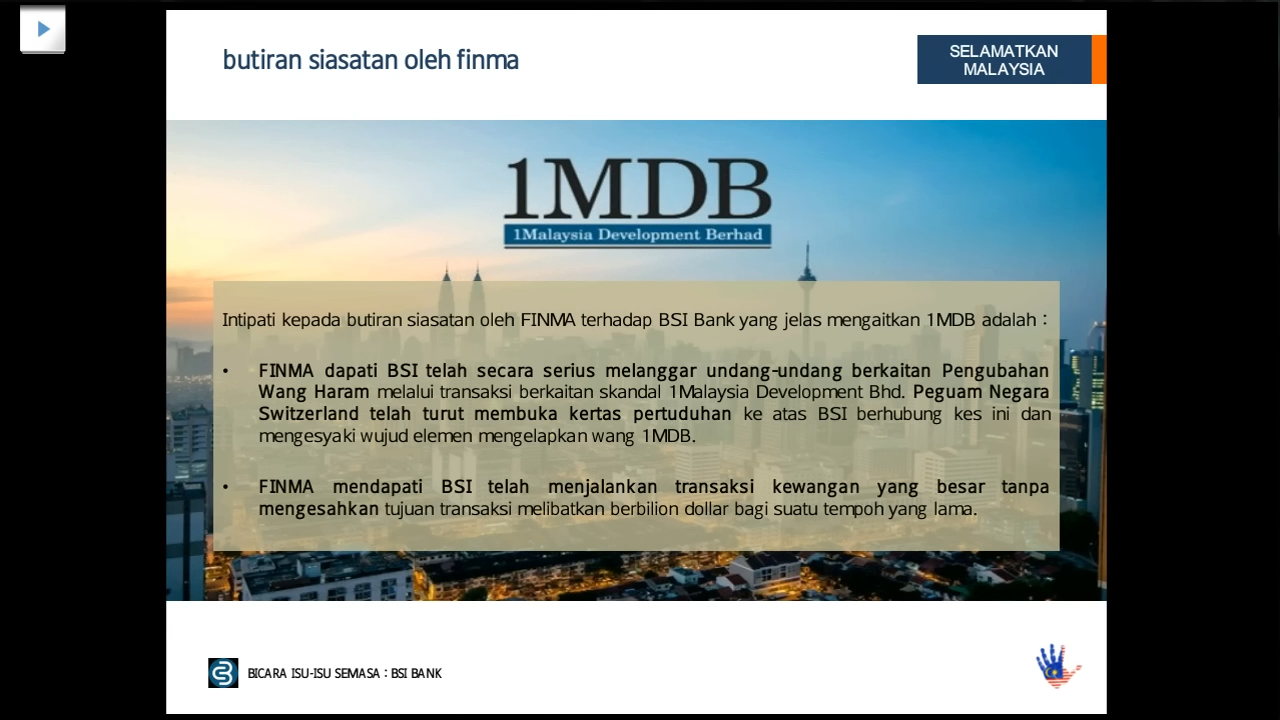 butiran siasatan oleh finma
SELAMATKAN
MALAYSIA
1MDB
1Malaysia Development Berhad
Intipati kepada butiran siasatan oleh FINMA terhadap BSI Bank yang jelas mengaitkan 1MDB adalah :
• FINMA dapati BSI telah secara serius melanggar undang-undang berkaitan Pengubahan
Wang Haram melalui transaksi berkaitan skandal 1Malaysia Development Bhd. Peguam Negara
Switzerland telah turut membuka kertas pertuduhan ke atas BSI berhubung kes ini dan
mengesyaki wujud elemen mengelapkan wang 1MDB.
• FINMA mendapati BSI telah menjalankan transaksi kewangan yang besar tanpa
mengesahkan tujuan transaksi melibatkan berbilion dollar bagi suatu tempoh yang lama.
BICARA ISU-ISU SEMASA : BSI BANK